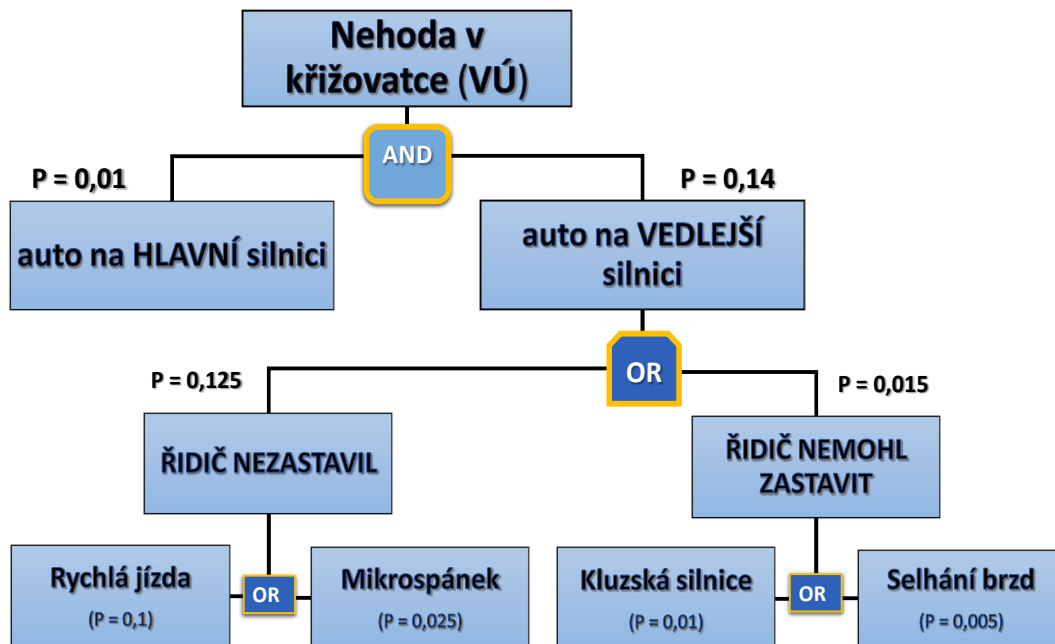 Nehoda v
křižovatce (VÚ)
AND
P = 0,01
P = 0,14
auto na HLAVNÍ silnici
auto na VEDLEJŠÍ
silnici
OR
P = 0,125
P = 0,015
ŘIDIČ NEZASTAVIL
ŘIDIČ NEMOHL
ZASTAVIT
Rychlá jízda
(P = 0,1)
OR
Mikrospánek
(P = 0,025)
Kluzská silnice
(P = 0,01)
OR
Selhání brzd
(P = 0,005)